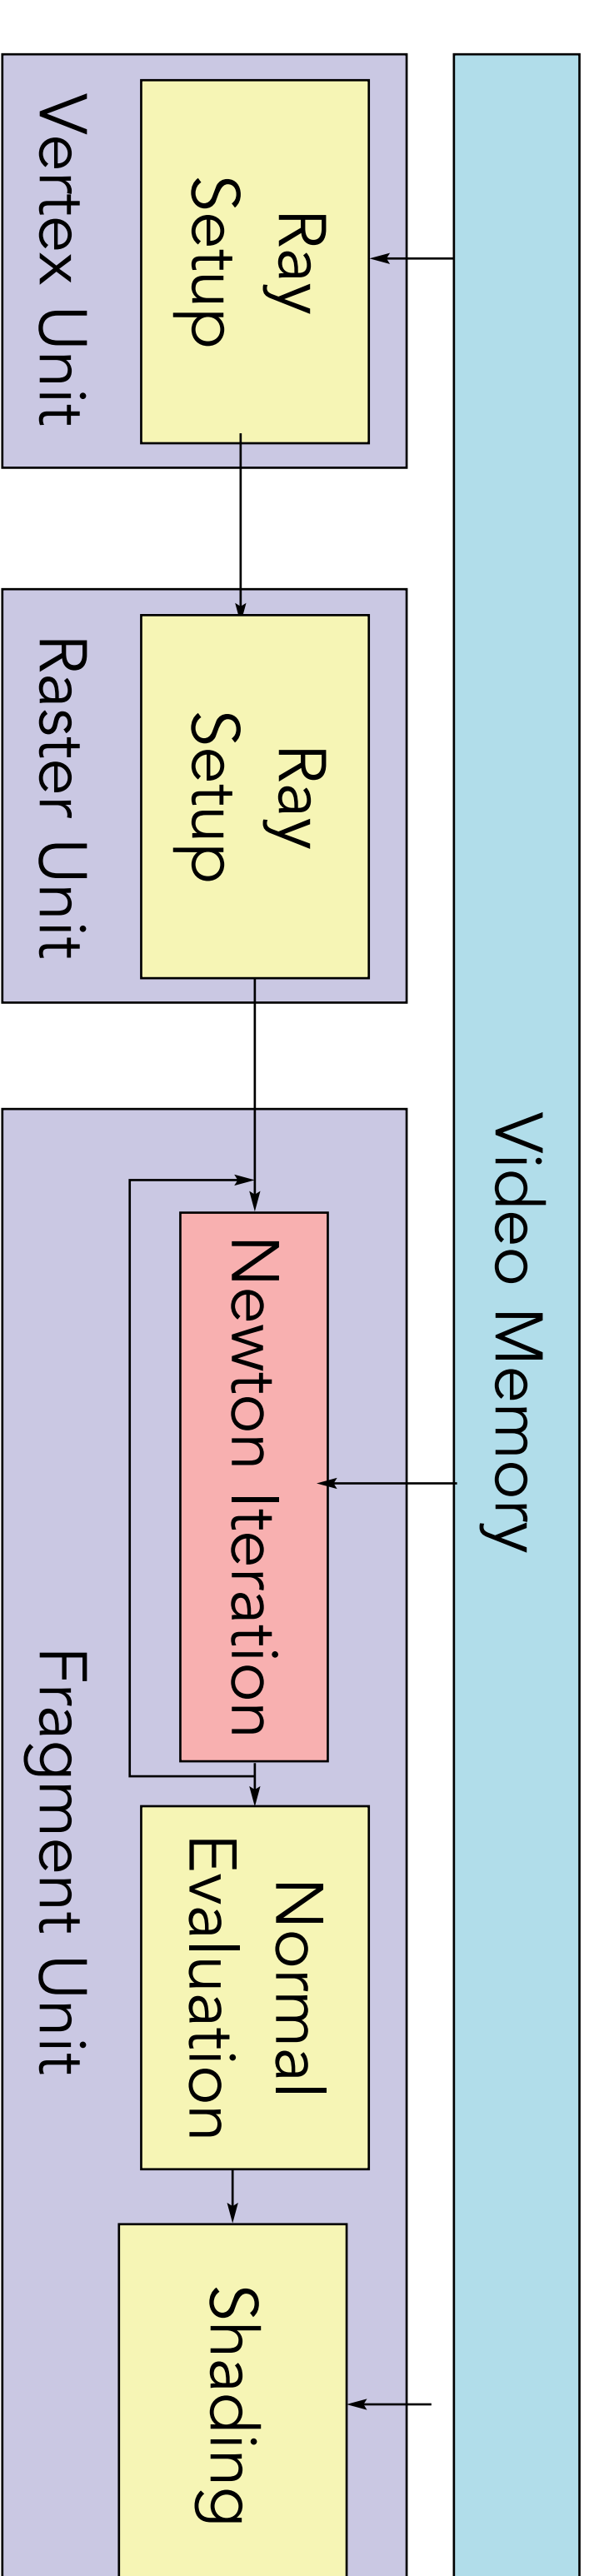 Video Memory
Ray
Setup
Vertex Unit
Ray
Setup
Raster Unit
Newton Iteration
Normal
Evaluation
Shading
Fragment Unit